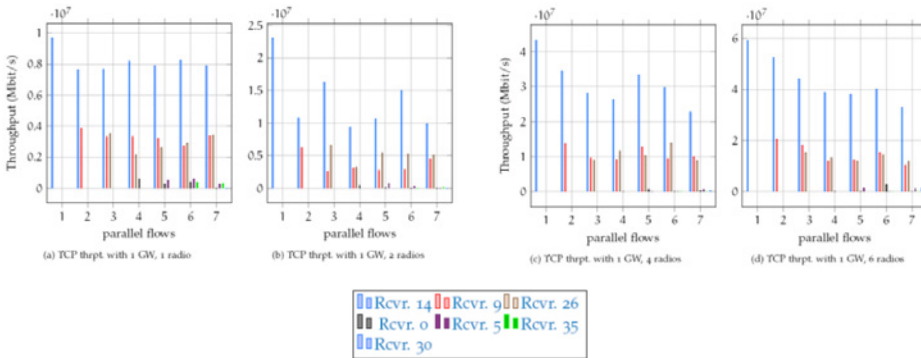 ·10⁷
·10⁷
·10⁷
·10⁷
Throughput (Mbit/s)
1
0.8
0.6
0.4
0.2
0
1 2 3 4 5 6 7
parallel flows
(a) TCP thrpt. with 1 GW, 1 radio
2.5
2.0
1.5
1.0
0.5
0
1 2 3 4 5 6 7
parallel flows
(b) TCP thrpt. with 1 GW, 2 radios
Throughput (Mbit/s)
4
3
2
1
0
1 2 3 4 5 6 7
parallel flows
(c) TCP thrpt. with 1 GW, 4 radios
6
4
2
0
1 2 3 4 5 6 7
parallel flows
(d) TCP thrpt. with 1 GW, 6 radios
Rcvr. 14 Rcvr. 9 Rcvr. 26
Rcvr. 0 Rcvr. 5 Rcvr. 35
Rcvr. 30